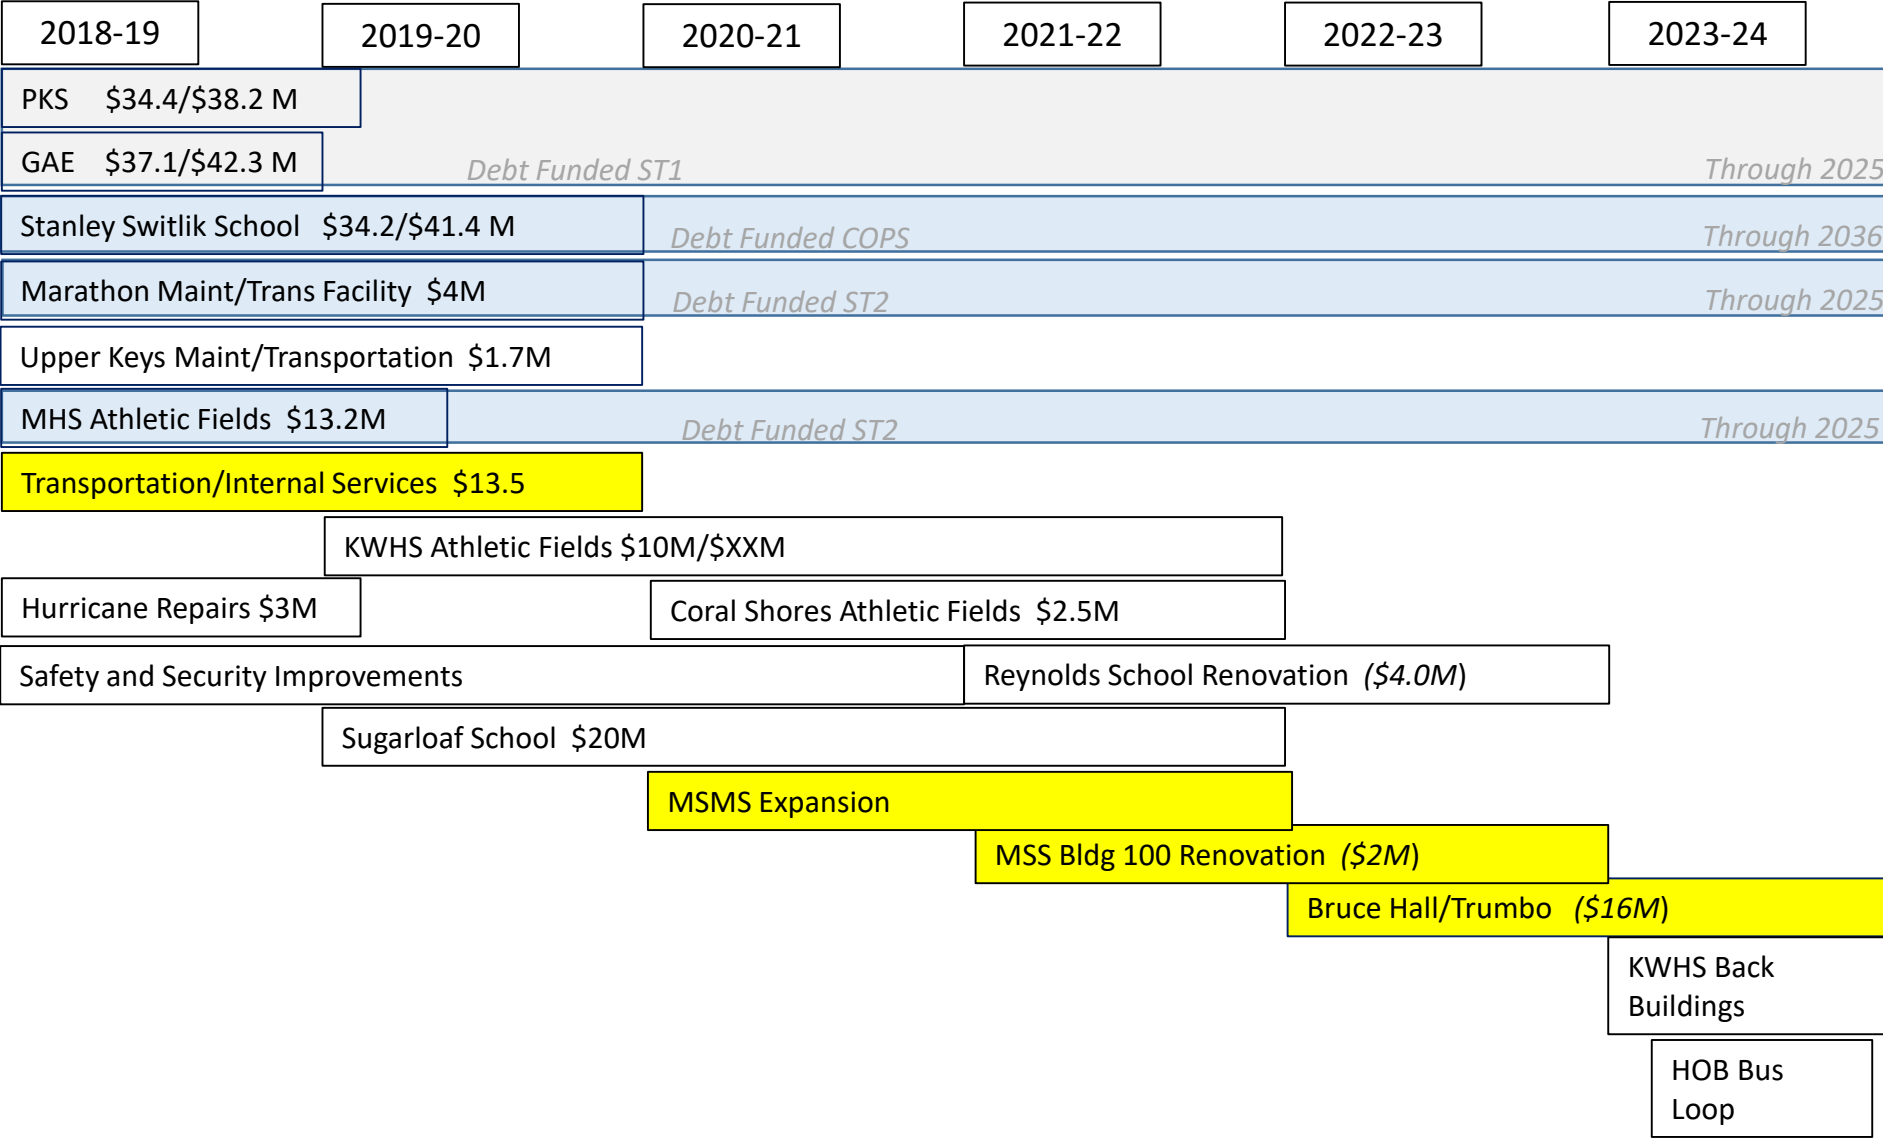 2018-19 2019-20 2020-21 2021-22 2022-23 2023-24
PKS $34.4/$38.2 M
GAE $37.1/$42.3 M Debt Funded ST1 Through 2025
Stanley Switlik School $34.2/$41.4 M Debt Funded COPS Through 2036
Marathon Maint/Trans Facility $4M Debt Funded ST2 Through 2025
Upper Keys Maint/Transportation $1.7M
MHS Athletic Fields $13.2M Debt Funded ST2 Through 2025
Transportation/Internal Services $13.5
KWHS Athletic Fields $10M/$XXM
Hurricane Repairs $3M Coral Shores Athletic Fields $2.5M
Safety and Security Improvements Reynolds School Renovation ($4.0M)
Sugarloaf School $20M
MSMS Expansion
MSS Bldg 100 Renovation ($2M)
Bruce Hall/Trumbo ($16M)
KWHS Back
Buildings
HOB Bus
Loop